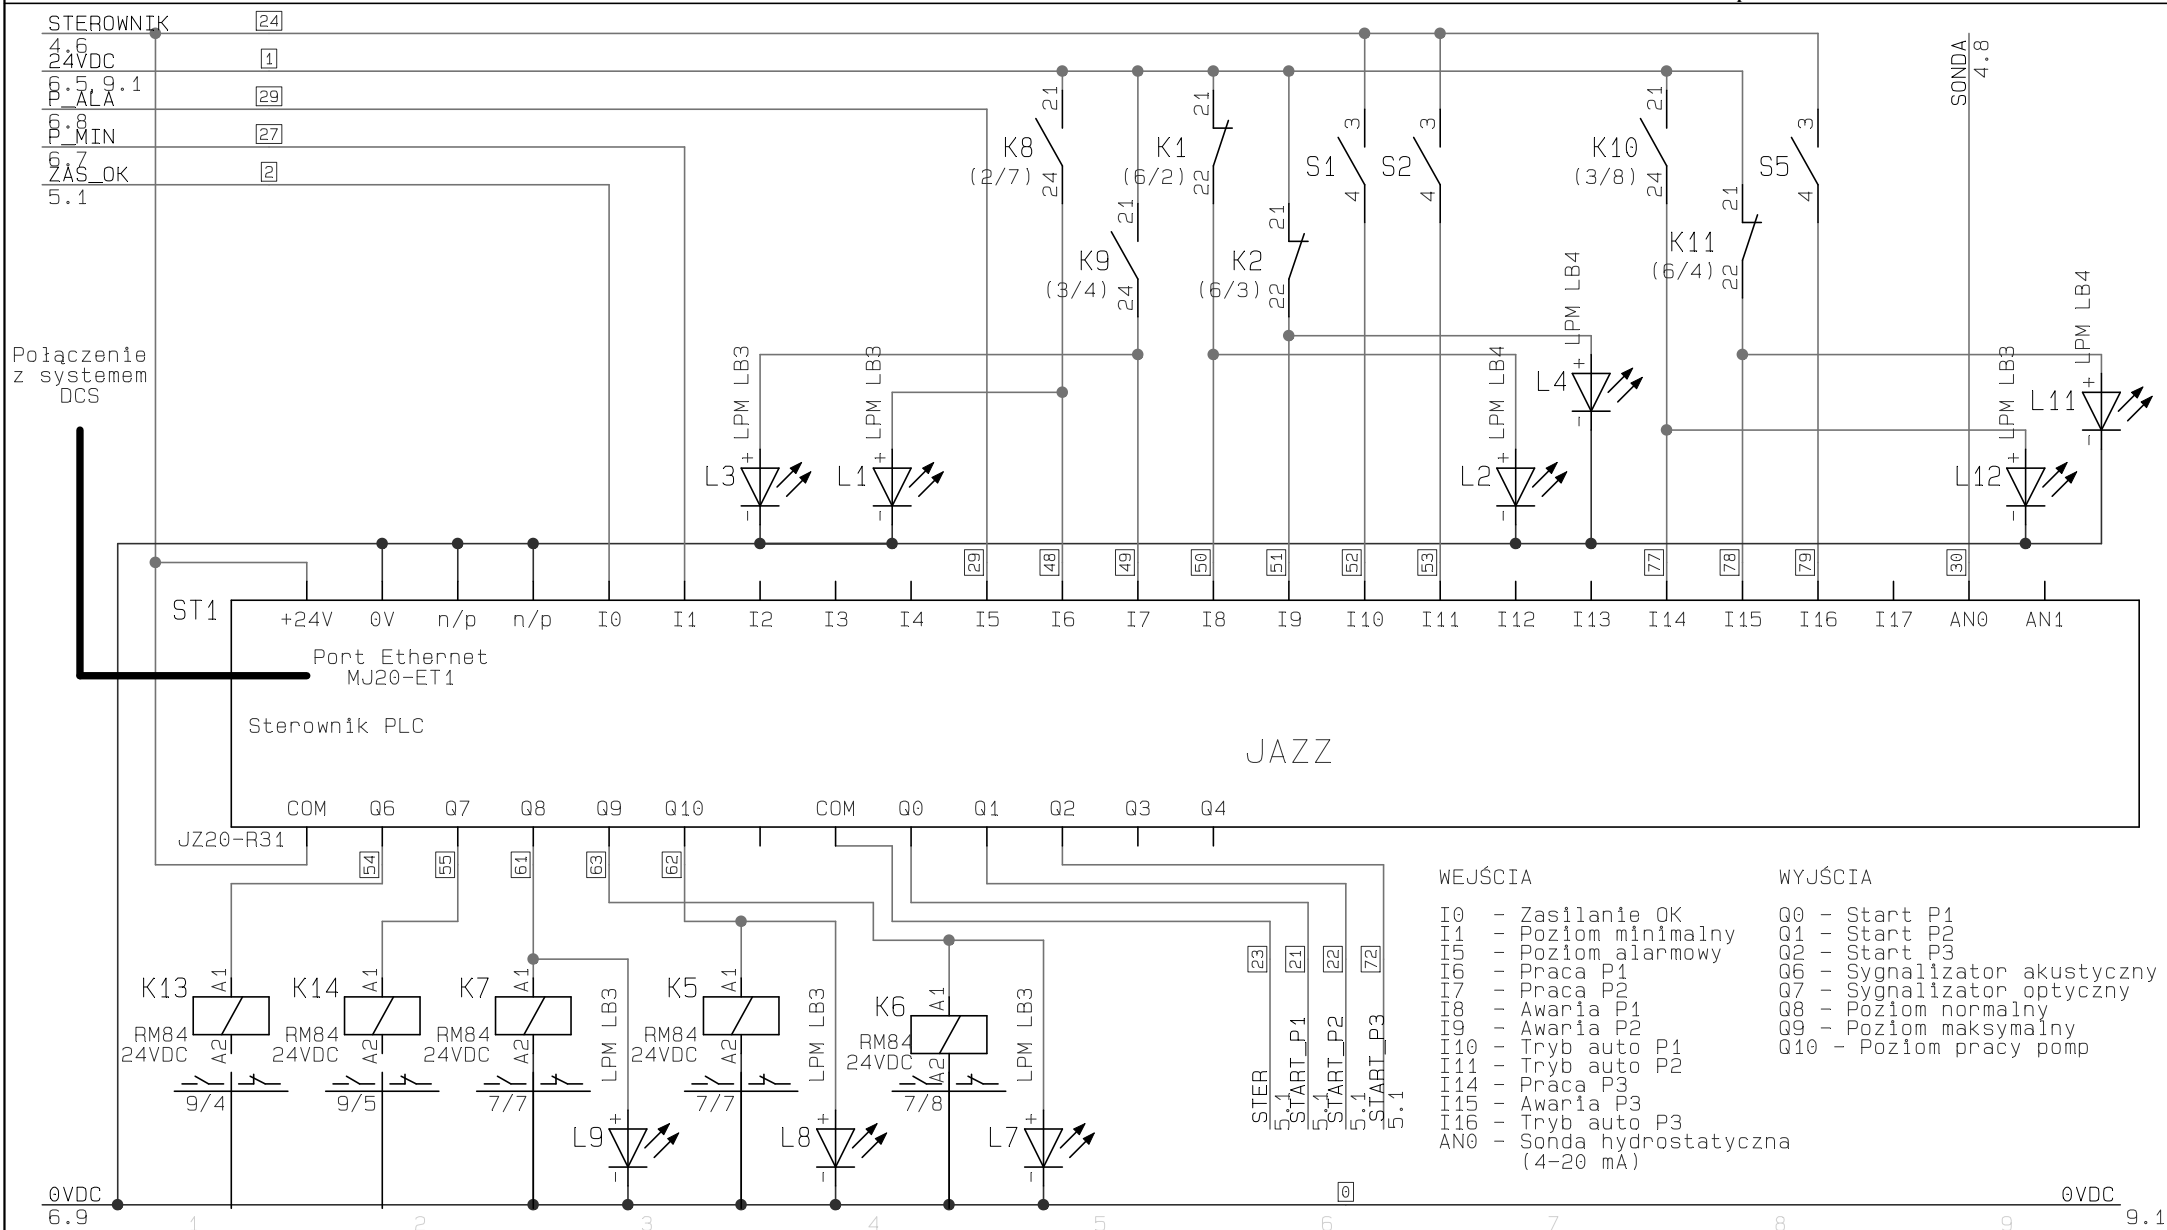 STEROWNIK 24
4.6
24VDC 1
6.5,9.1
P_ALA 29
6.8
P_MIN 27
6.7
ZAS_OK 2
5.1
SONDA
4.8
K8
(2/7)
21
24
K9
(3/4)
21
24
K1
(6/2)
21
22
K2
(6/3)
21
22
S1
3
4
S2
3
4
K10
(3/8)
21
24
K11
(6/4)
21
22
S5
3
4
Połączenie
z systemem
DCS
LPM LB3
L3 + -
LPM LB3
L1 + -
LPM LB4
L2 + -
LPM LB4
L4 + -
LPM LB3
L12 + -
LPM LB4
L11 + -
29 48 49 50 51 52 53 77 78 79 30
ST1
+24V 0V n/p n/p I0 I1 I2 I3 I4 I5 I6 I7 I8 I9 I10 I11 I12 I13 I14 I15 I16 I17 AN0 AN1
Port Ethernet
MJ20-ET1
Sterownik PLC
JAZZ
COM Q6 Q7 Q8 Q9 Q10 COM Q0 Q1 Q2 Q3 Q4
JZ20-R31
54 55 61 63 62
K13
A1
RM84
24VDC
A2
9/4
K14
A1
RM84
24VDC
A2
9/5
K7
A1
RM84
24VDC
A2
7/7
LPM LB3
L9 + -
K5
A1
RM84
24VDC
A2
7/7
LPM LB3
L8 + -
K6
A1
RM84
24VDC
A2
7/8
LPM LB3
L7 + -
23 21 22 72
STER
5.1
START_P1
5.1
START_P2
5.1
START_P3
5.1
WEJŚCIA
I0 - Zasilanie OK
I1 - Poziom minimalny
I5 - Poziom alarmowy
I6 - Praca P1
I7 - Praca P2
I8 - Awaria P1
I9 - Awaria P2
I10 - Tryb auto P1
I11 - Tryb auto P2
I14 - Praca P3
I15 - Awaria P3
I16 - Tryb auto P3
AN0 - Sonda hydrostatyczna
(4-20 mA)
WYJŚCIA
Q0 - Start P1
Q1 - Start P2
Q2 - Start P3
Q6 - Sygnalizator akustyczny
Q7 - Sygnalizator optyczny
Q8 - Poziom normalny
Q9 - Poziom maksymalny
Q10 - Poziom pracy pomp
0VDC 0 0VDC
6.9 9.1
1 2 3 4 5 6 7 8 9